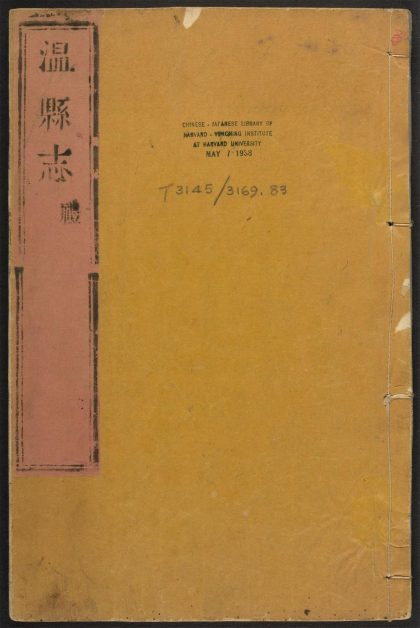 溫縣志
禮
CHINESE - JAPANESE LIBRARY OF
HARVARD - YENCHING INSTITUTE
AT HARVARD UNIVERSITY
MAY 7 1938
T3145/3169.83